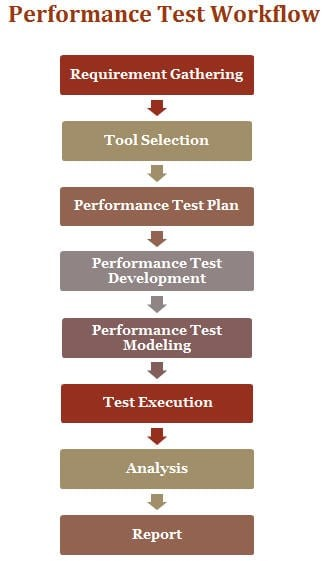 Performance Test Workflow
Requirement Gathering
Tool Selection
Performance Test Plan
Performance Test
Development
Performance Test
Modeling
Test Execution
Analysis
Report